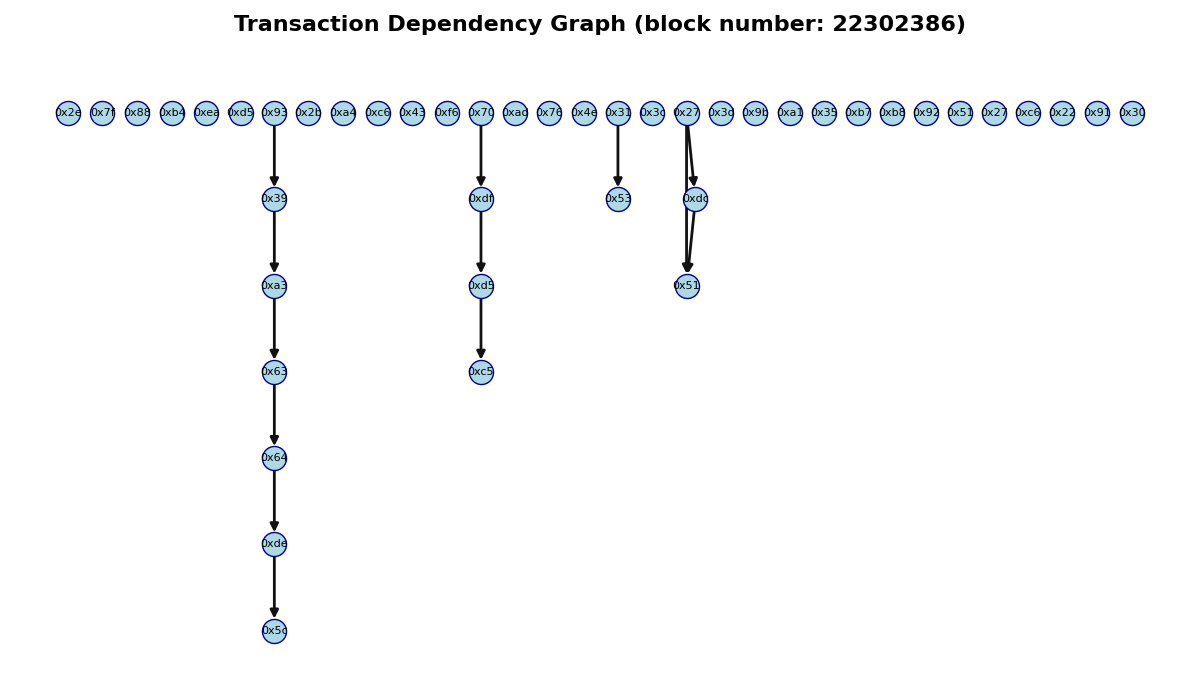 Transaction Dependency Graph (block number: 22302386)
0x2e 0x7f 0x88 0xb4 0xea 0xd5 0x93 0x2b 0xa4 0xc6 0x43 0xf6 0x70 0xad 0x76 0x4e 0x31 0x3c 0x27 0x3d 0x9b 0xa1 0x35 0xb7 0xb8 0x92 0x51 0x27 0xc6 0x22 0x91 0x30
0x39 0xdf 0x53 0xdc
0xa3 0xd5 0x51
0x63 0xc5
0x64
0xde
0x5c